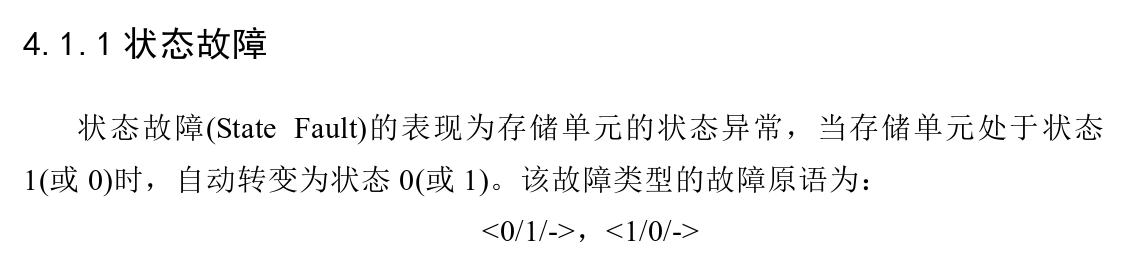 4.1.1 状态故障
状态故障(State Fault)的表现为存储单元的状态异常，当存储单元处于状态
1(或 0)时，自动转变为状态 0(或 1)。该故障类型的故障原语为：
<0/1/->，<1/0/->